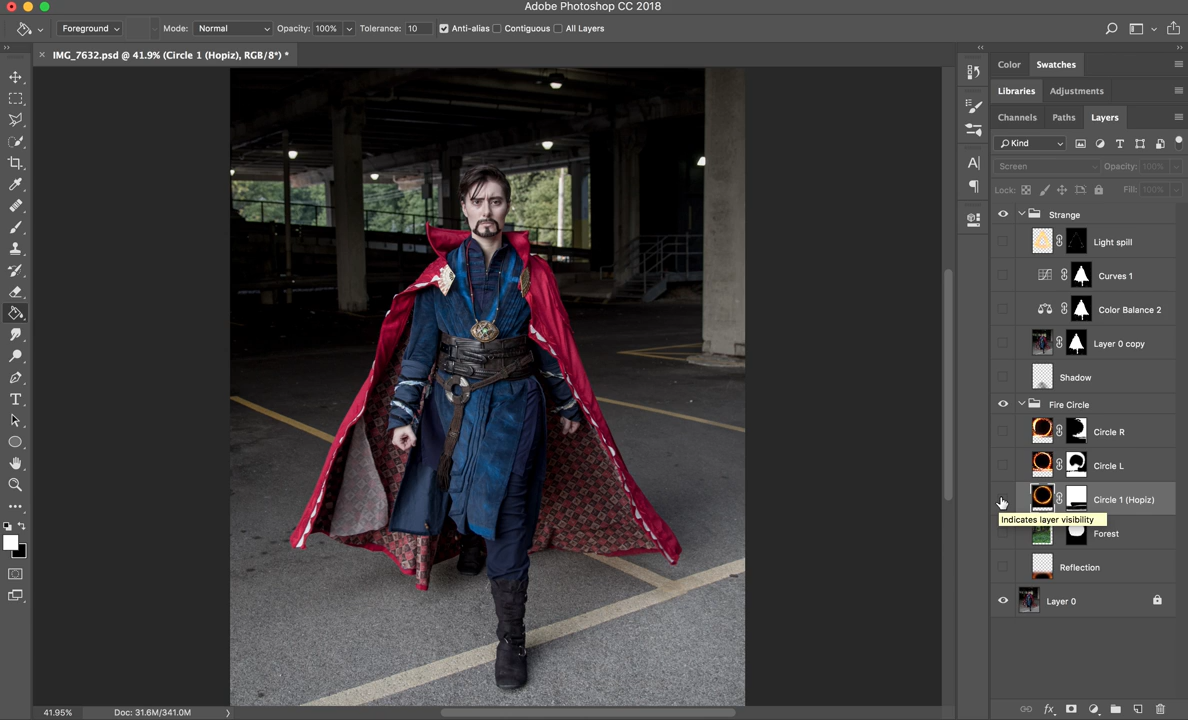 Adobe Photoshop CC 2018
Foreground Mode: Normal Opacity: 100% Tolerance: 10 Anti-alias Contiguous All Layers
× IMG_7632.psd @ 41.9% (Circle 1 (Hopiz), RGB/8*) *
Color Swatches
Libraries Adjustments
Channels Paths Layers
Kind
Screen Opacity: 100%
Lock: Fill: 100%
Strange
Light spill
Curves 1
Color Balance 2
Layer 0 copy
Shadow
Fire Circle
Circle R
Circle L
Circle 1 (Hopiz)
Indicates layer visibility
Forest
Reflection
Layer 0
41.95% Doc: 31.6M/341.0M